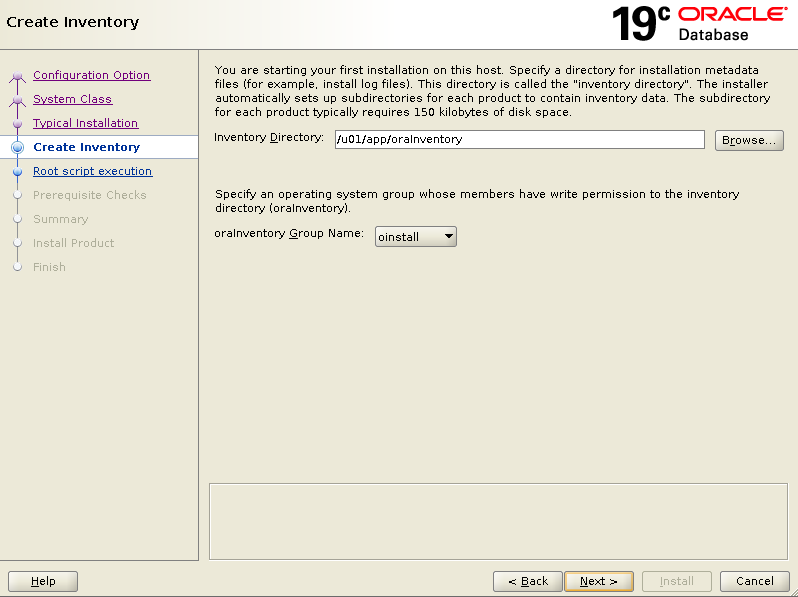 Create Inventory
19c ORACLE®
Database
Configuration Option
System Class
Typical Installation
Create Inventory
Root script execution
Prerequisite Checks
Summary
Install Product
Finish
You are starting your first installation on this host. Specify a directory for installation metadata
files (for example, install log files). This directory is called the "inventory directory". The installer
automatically sets up subdirectories for each product to contain inventory data. The subdirectory
for each product typically requires 150 kilobytes of disk space.
Inventory Directory: /u01/app/oraInventory Browse...
Specify an operating system group whose members have write permission to the inventory
directory (oraInventory).
oraInventory Group Name: oinstall
Help < Back Next > Install Cancel